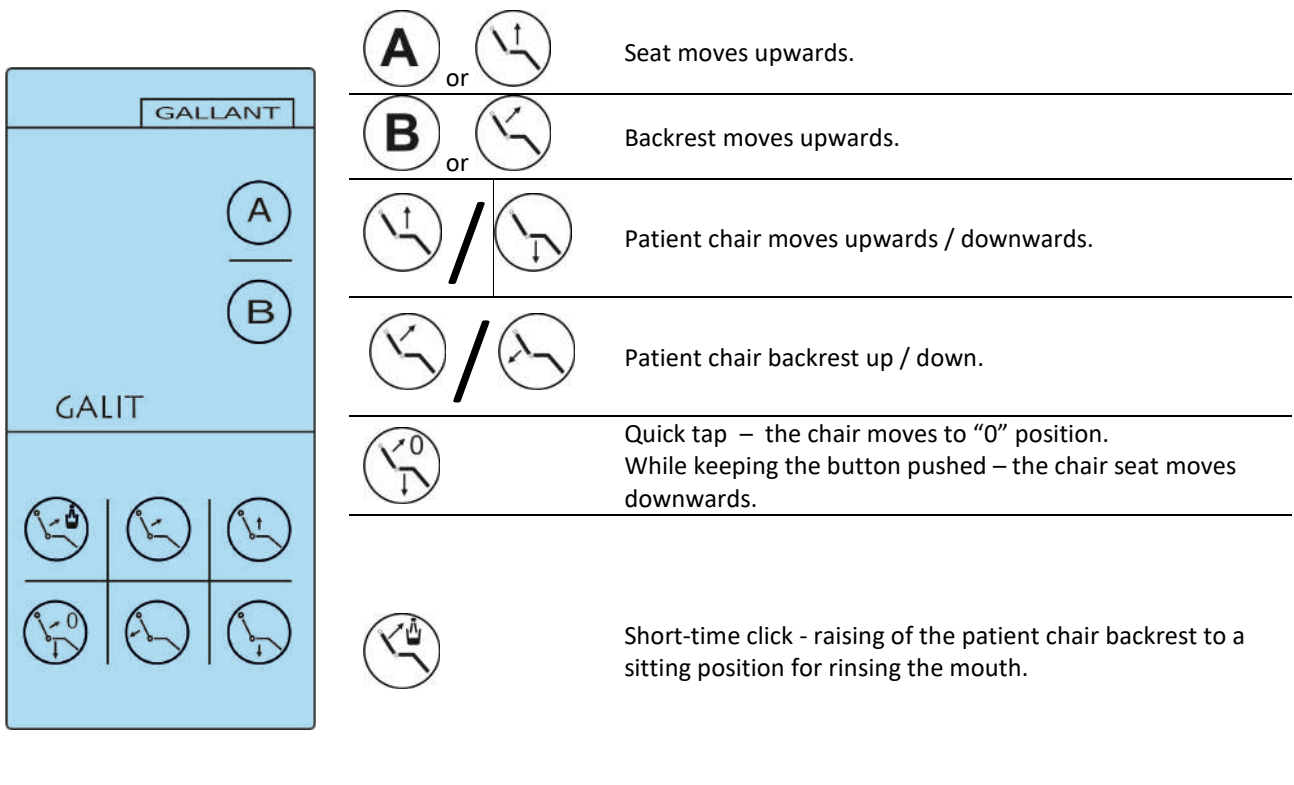 GALLANT
A
B
GALIT
0
A or
Seat moves upwards.
B or
Backrest moves upwards.
/
Patient chair moves upwards / downwards.
/
Patient chair backrest up / down.
0
Quick tap – the chair moves to “0” position.
While keeping the button pushed – the chair seat moves
downwards.
Short-time click - raising of the patient chair backrest to a
sitting position for rinsing the mouth.